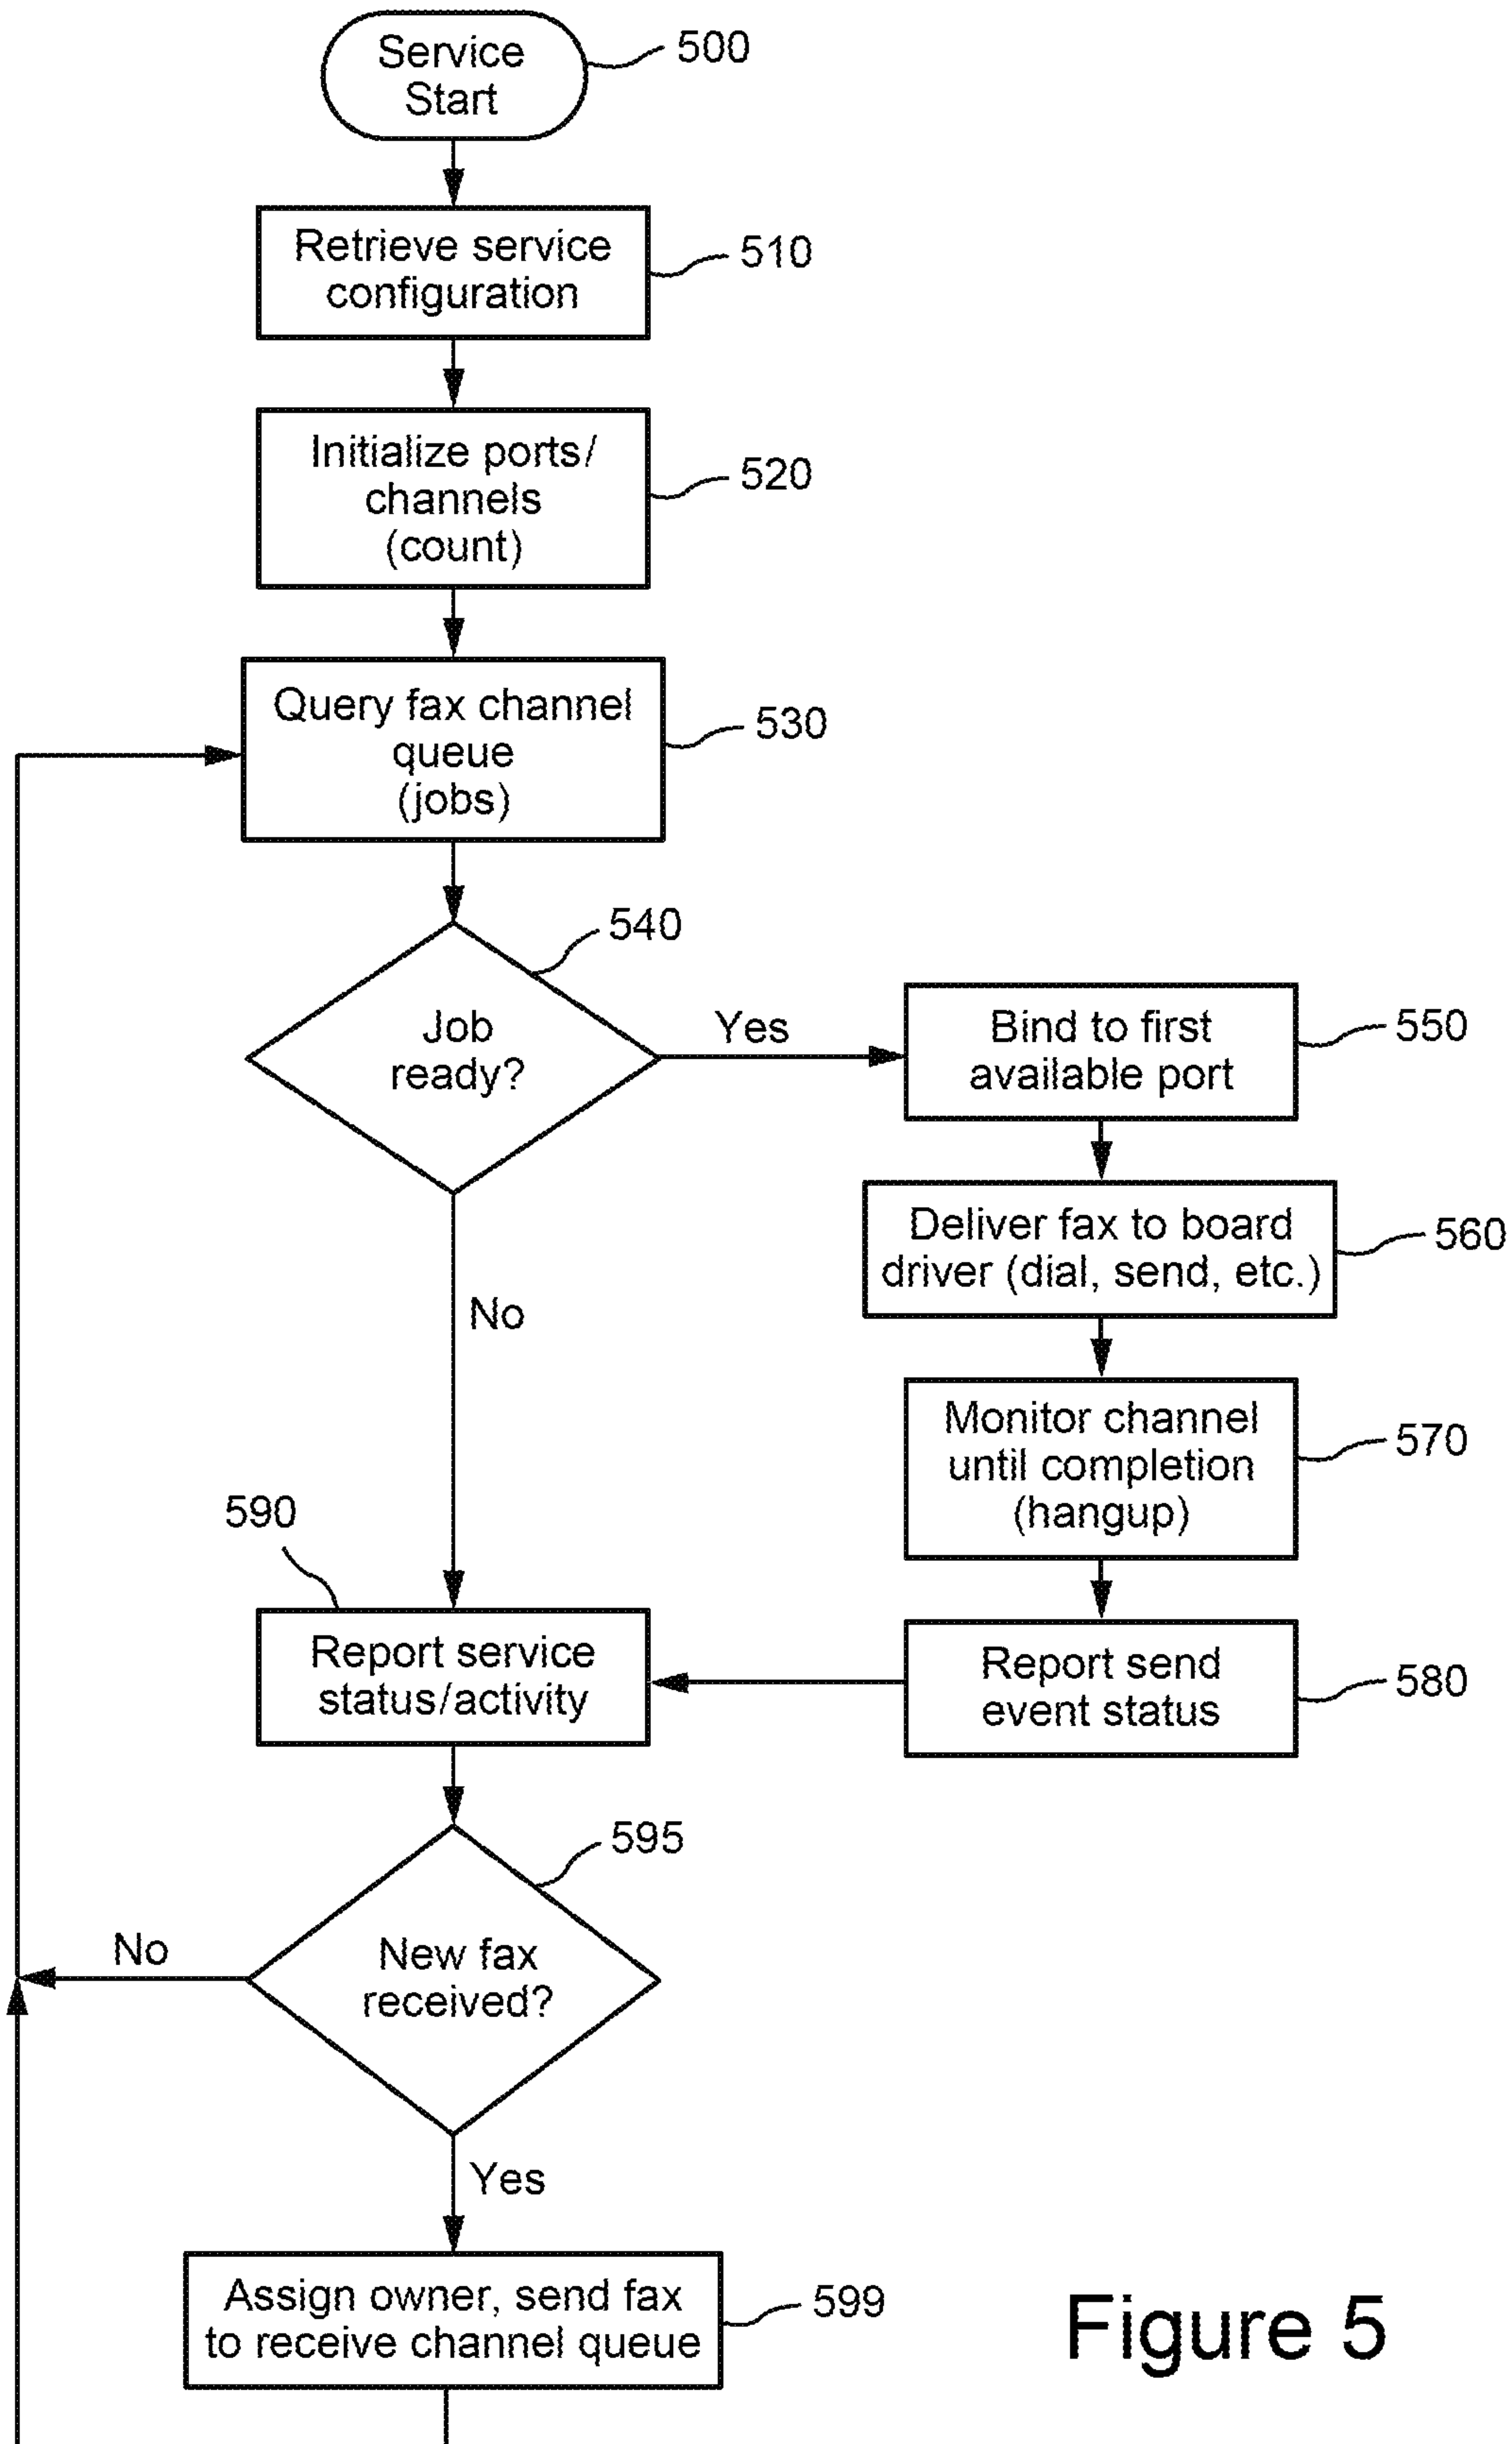 Service
Start
500
Retrieve service
configuration
510
Initialize ports/
channels
(count)
520
Query fax channel
queue
(jobs)
530
540
Job
ready?
Yes
Bind to first
available port
550
Deliver fax to board
driver (dial, send, etc.)
560
No
Monitor channel
until completion
(hangup)
570
590
Report service
status/activity
Report send
event status
580
595
New fax
received?
No
Yes
Assign owner, send fax
to receive channel queue
599
Figure 5